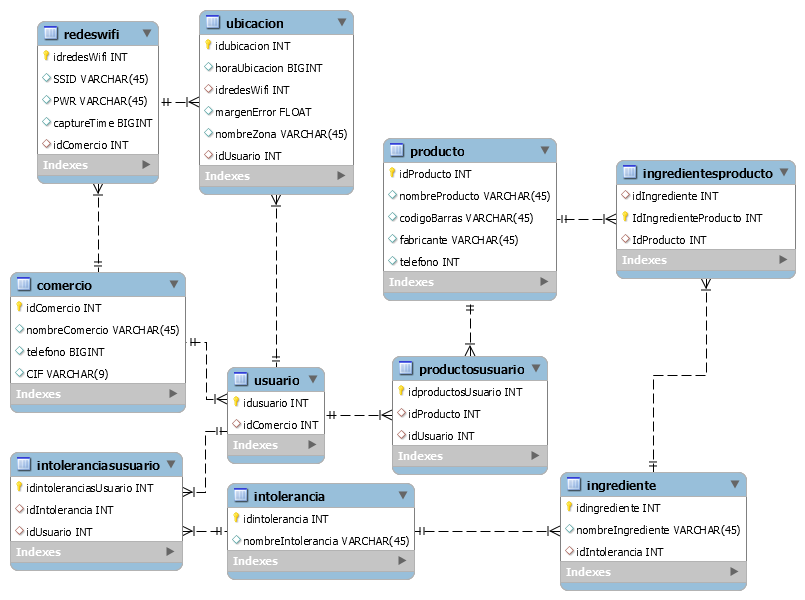 redeswifi
idredesWifi INT
SSID VARCHAR(45)
PWR VARCHAR(45)
captureTime BIGINT
idComercio INT
Indexes
ubicacion
idubicacion INT
horaUbicacion BIGINT
idredesWifi INT
margenError FLOAT
nombreZona VARCHAR(45)
idUsuario INT
Indexes
producto
idProducto INT
nombreProducto VARCHAR(45)
codigoBarras VARCHAR(45)
fabricante VARCHAR(45)
telefono INT
Indexes
ingredientesproducto
idIngrediente INT
IdIngredienteProducto INT
IdProducto INT
Indexes
comercio
idComercio INT
nombreComercio VARCHAR(45)
telefono BIGINT
CIF VARCHAR(9)
Indexes
usuario
idusuario INT
idComercio INT
Indexes
productosusuario
idproductosUsuario INT
idProducto INT
idUsuario INT
Indexes
intoleranciasusuario
idintoleranciasUsuario INT
idIntolerancia INT
idUsuario INT
Indexes
intolerancia
idintolerancia INT
nombreIntolerancia VARCHAR(45)
Indexes
ingrediente
idingrediente INT
nombreIngrediente VARCHAR(45)
idIntolerancia INT
Indexes